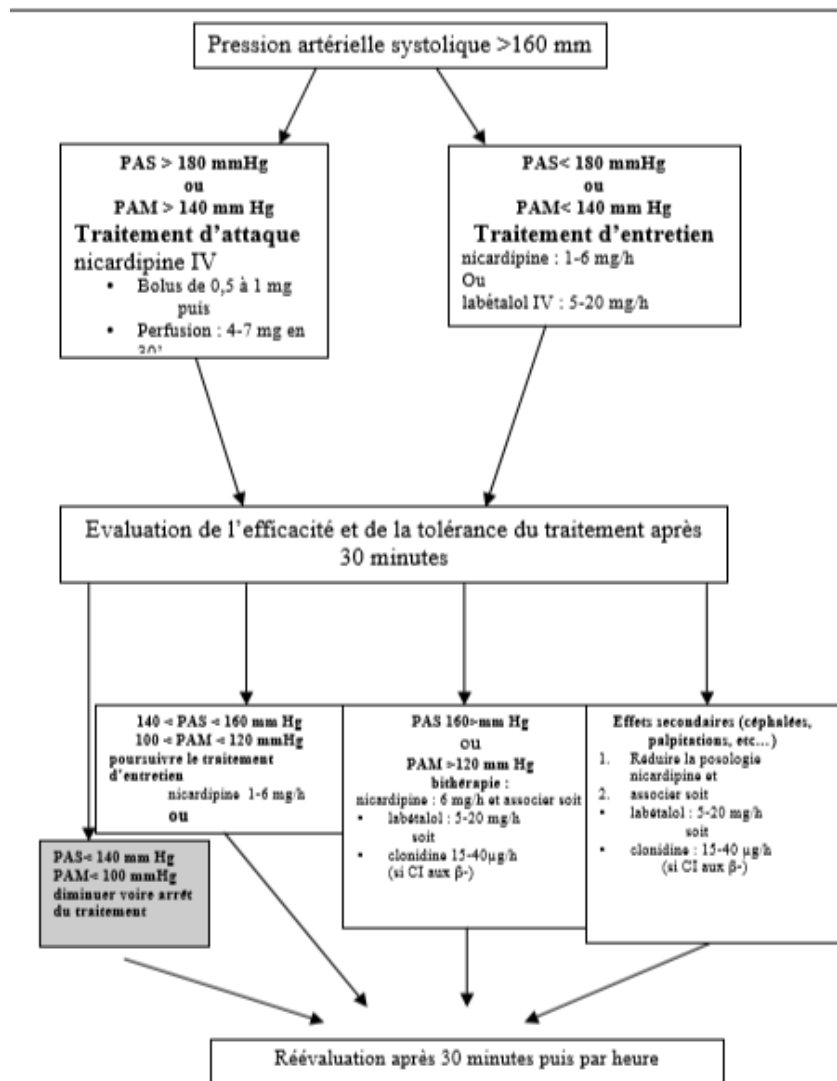 Pression artérielle systolique >160 mm
PAS > 180 mmHg
ou
PAM > 140 mm Hg
Traitement d'attaque
nicardipine IV
• Bolus de 0,5 à 1 mg
puis
• Perfusion : 4-7 mg en
PAS< 180 mmHg
ou
PAM< 140 mm Hg
Traitement d'entretien
nicardipine : 1-6 mg/h
Ou
labétalol IV : 5-20 mg/h
Evaluation de l'efficacité et de la tolérance du traitement après
30 minutes
PAS< 140 mm Hg
PAM< 100 mmHg
diminuer voire arrêt
du traitement
140 < PAS < 160 mm Hg
100 < PAM < 120 mmHg
poursuivre le traitement
d'entretien
nicardipine 1-6 mg/h
ou
PAS 160>mm Hg
ou
PAM >120 mm Hg
bithérapie :
nicardipine : 6 mg/h et associer soit
• labétalol : 5-20 mg/h
soit
• clonidine 15-40µg/h
(si CI aux β-)
Effets secondaires (céphalées,
palpitations, etc...)
1. Réduire la posologie
nicardipine et
2. associer soit
• labétalol : 5-20 mg/h
soit
• clonidine : 15-40 µg/h
(si CI aux β-)
Réévaluation après 30 minutes puis par heure